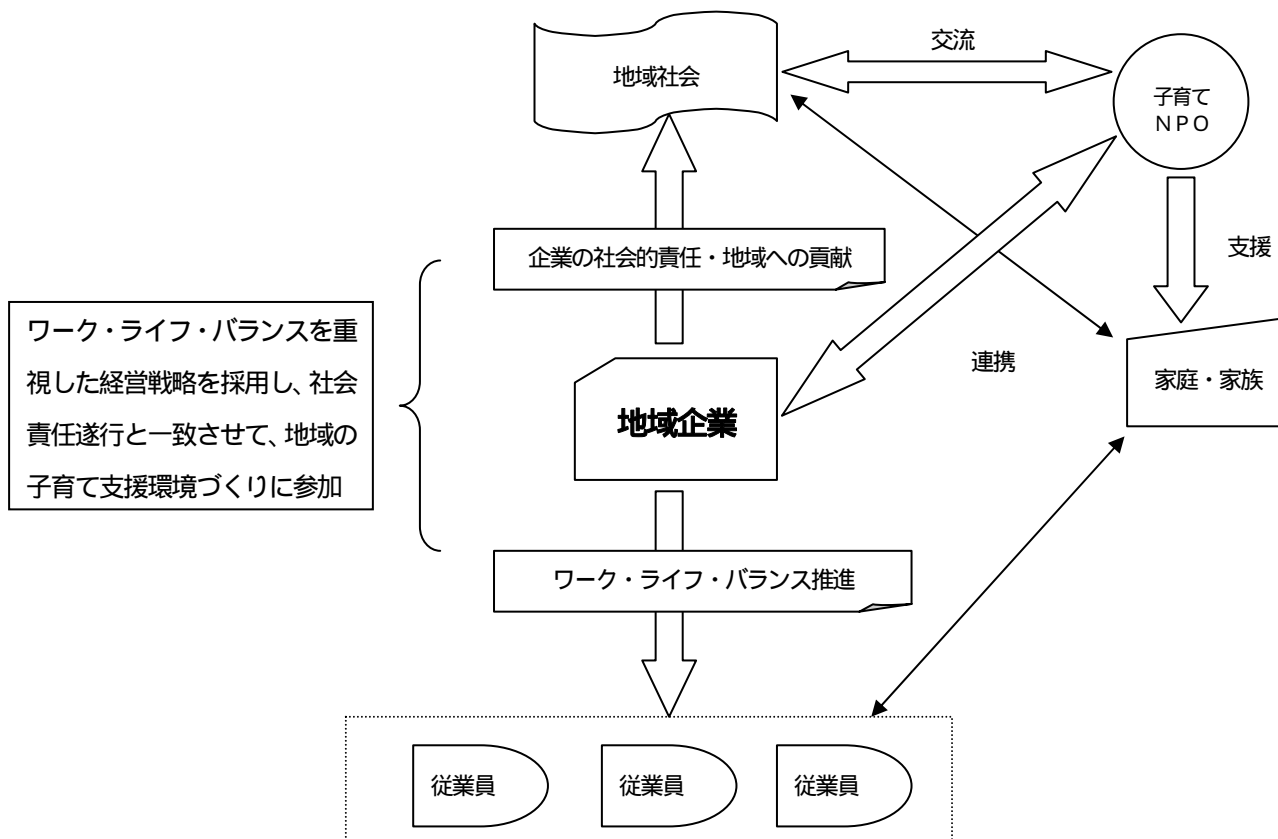 交流
地域社会
子育て
NPO
支援
企業の社会的責任・地域への貢献
ワーク・ライフ・バランスを重
視した経営戦略を採用し、社会
責任遂行と一致させて、地域の
子育て支援環境づくりに参加
連携
家庭・家族
地域企業
ワーク・ライフ・バランス推進
従業員
従業員
従業員